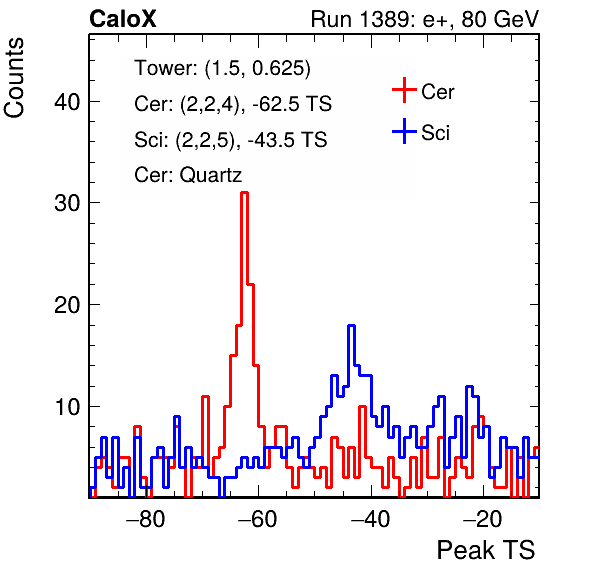 CaloX Run 1389: e+, 80 GeV
Counts
Tower: (1.5, 0.625)
Cer: (2,2,4), -62.5 TS
Sci: (2,2,5), -43.5 TS
Cer: Quartz
Cer
Sci
40
30
20
10
−80 −60 −40 −20
Peak TS